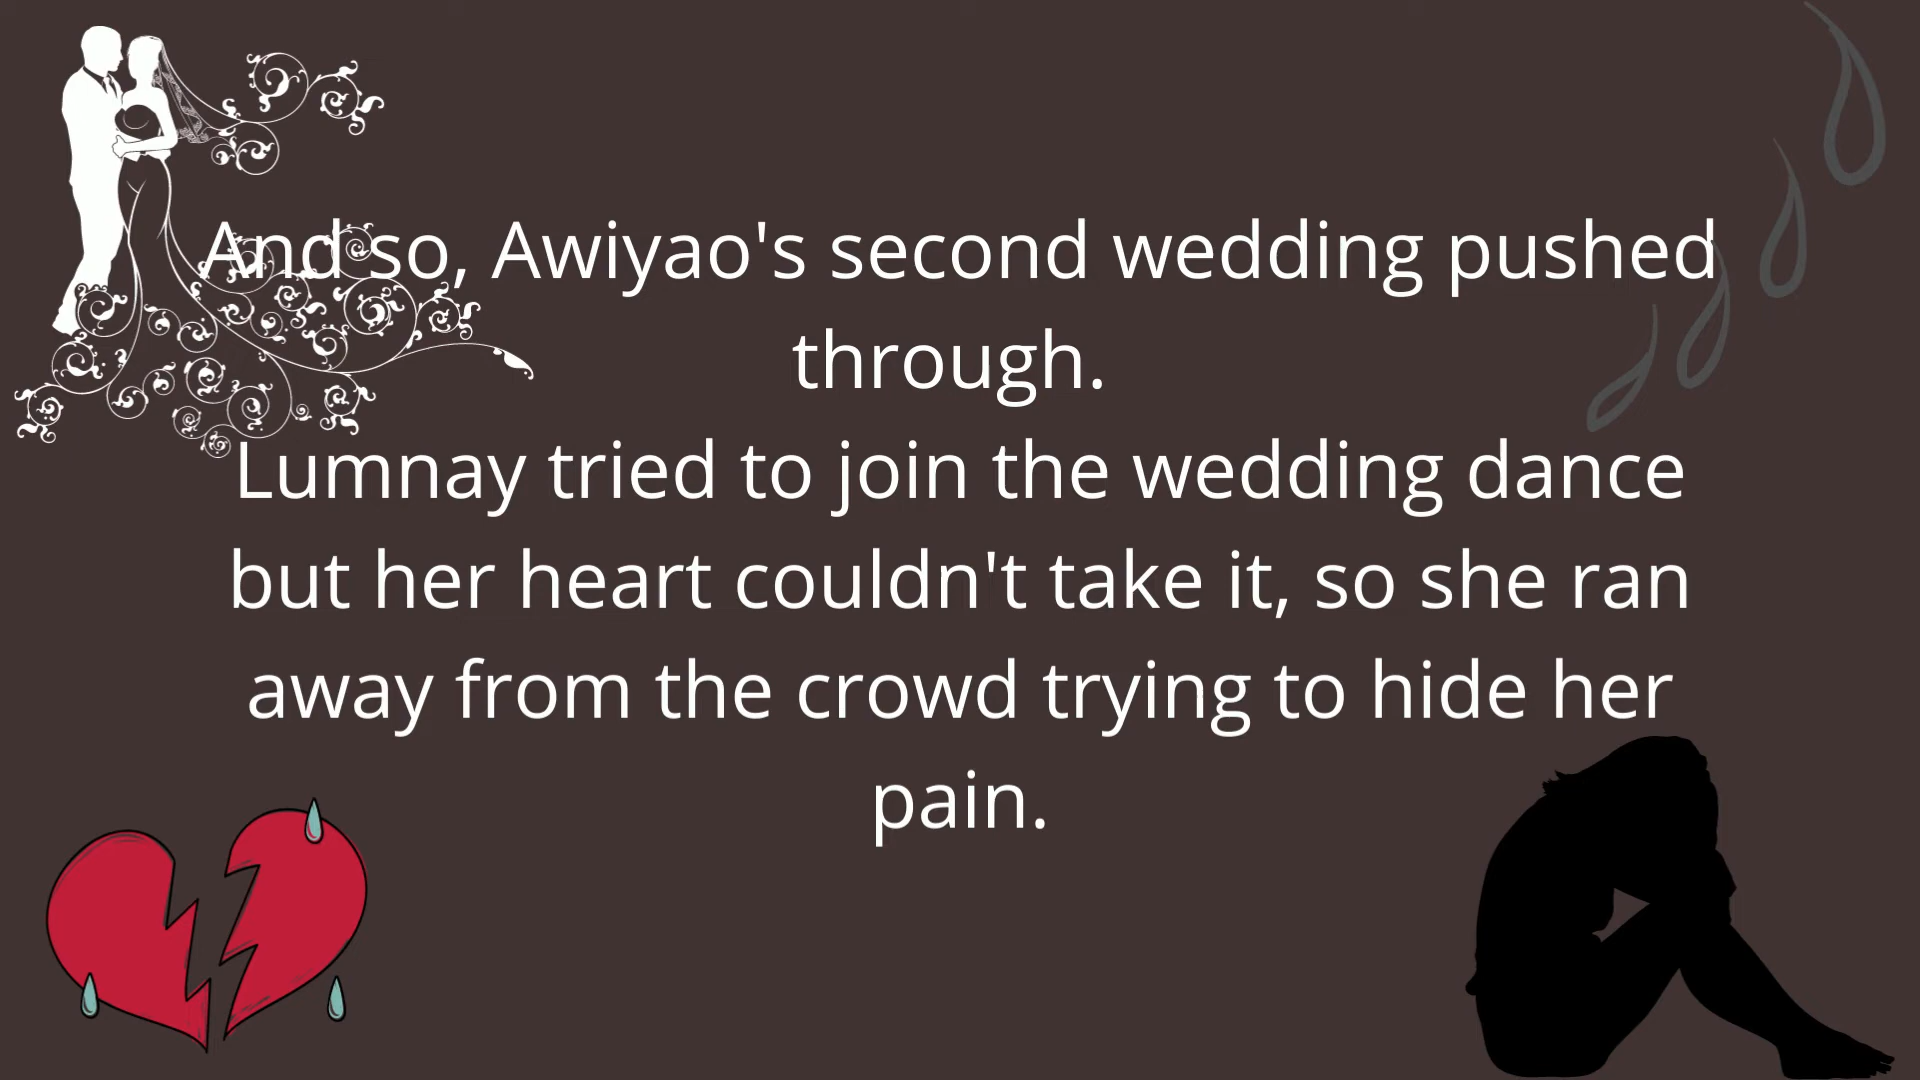 And so, Awiyao's second wedding pushed
through.
Lumnay tried to join the wedding dance
but her heart couldn't take it, so she ran
away from the crowd trying to hide her
pain.